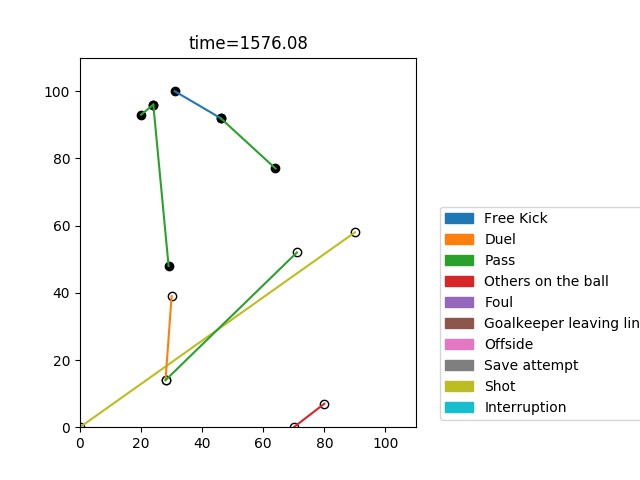 time=1576.08
100
80
60
40
20
0
0 20 40 60 80 100
Free Kick
Duel
Pass
Others on the ball
Foul
Goalkeeper leaving lin
Offside
Save attempt
Shot
Interruption